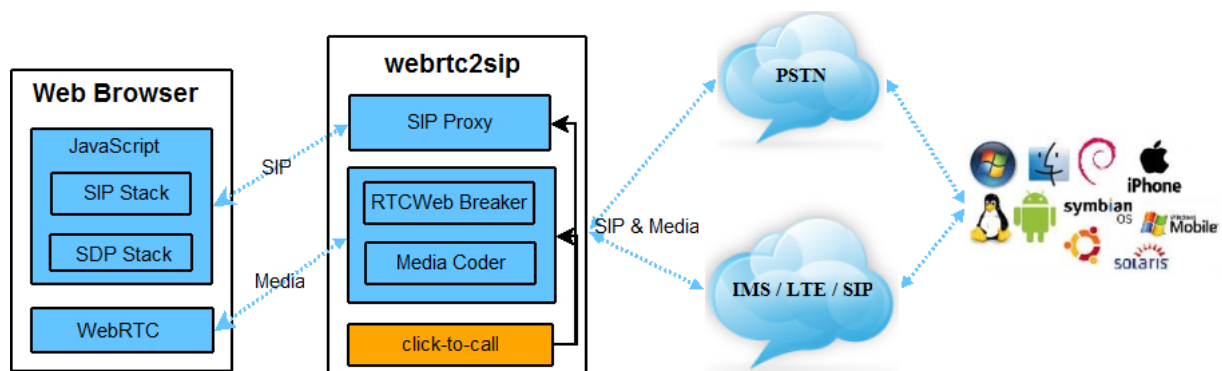 Web Browser
JavaScript
SIP Stack
SDP Stack
WebRTC
SIP
Media
webrtc2sip
SIP Proxy
RTCWeb Breaker
Media Coder
click-to-call
SIP & Media
PSTN
IMS / LTE / SIP
iPhone
symbian
OS
Windows
Mobile
solaris